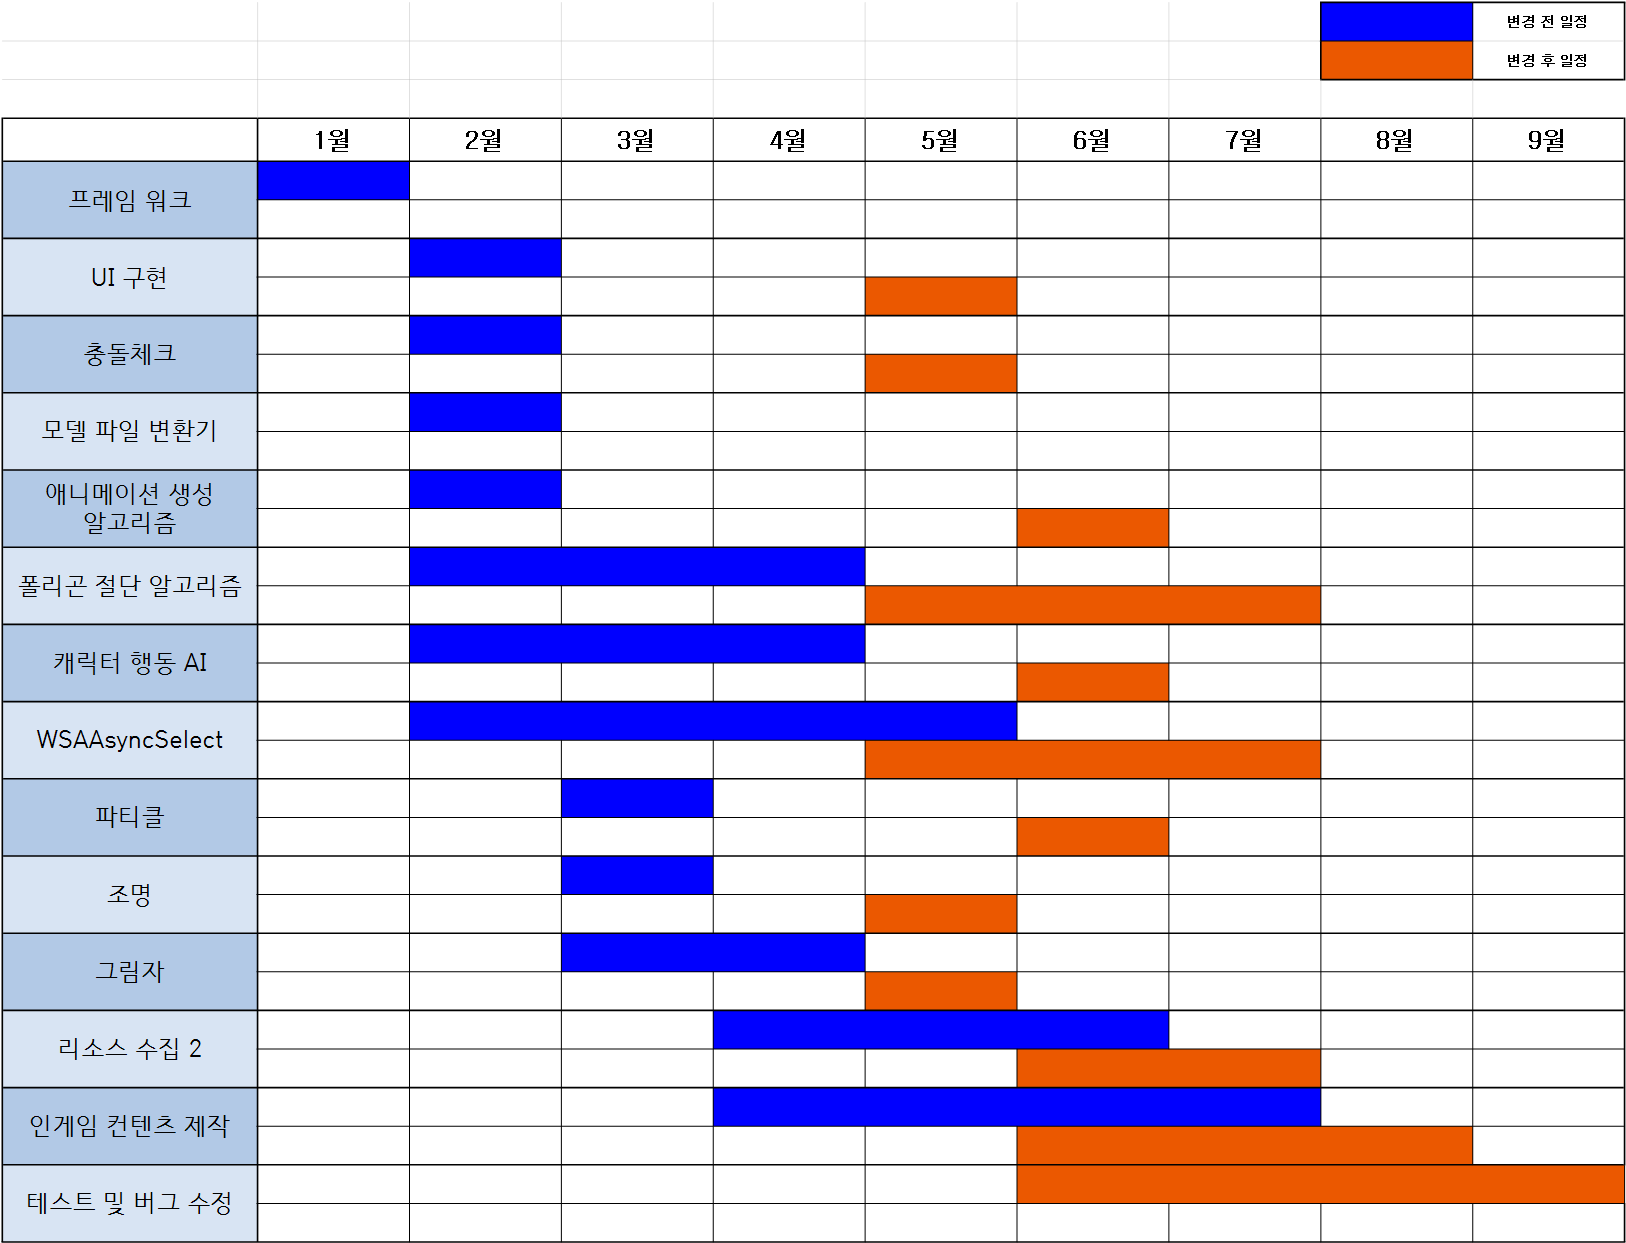 변경 전 일정
변경 후 일정
1월 2월 3월 4월 5월 6월 7월 8월 9월
프레임 워크
UI 구현
충돌체크
모델 파일 변환기
애니메이션 생성
알고리즘
폴리곤 절단 알고리즘
캐릭터 행동 AI
WSAAsyncSelect
파티클
조명
그림자
리소스 수집 2
인게임 컨텐츠 제작
테스트 및 버그 수정